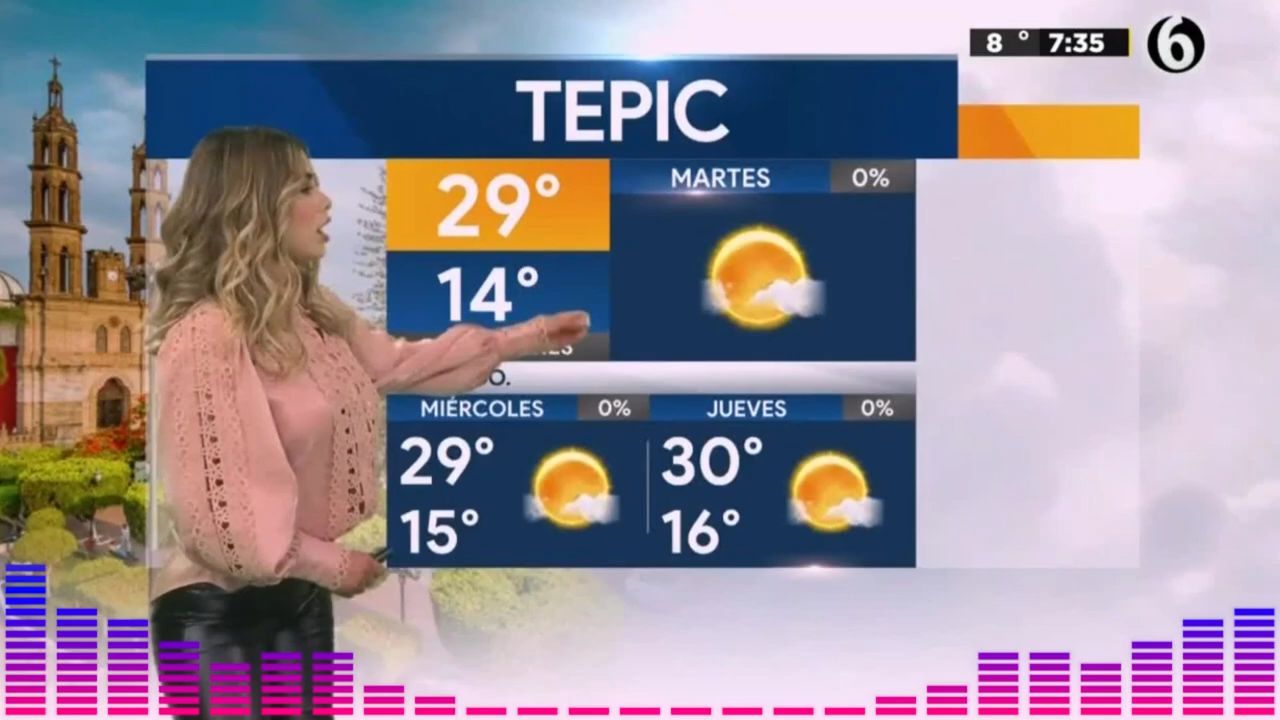 8 ° 7:35
6
TEPIC
29°
MARTES 0%
14°
O.
MIÉRCOLES 0% JUEVES 0%
29° 30°
15° 16°